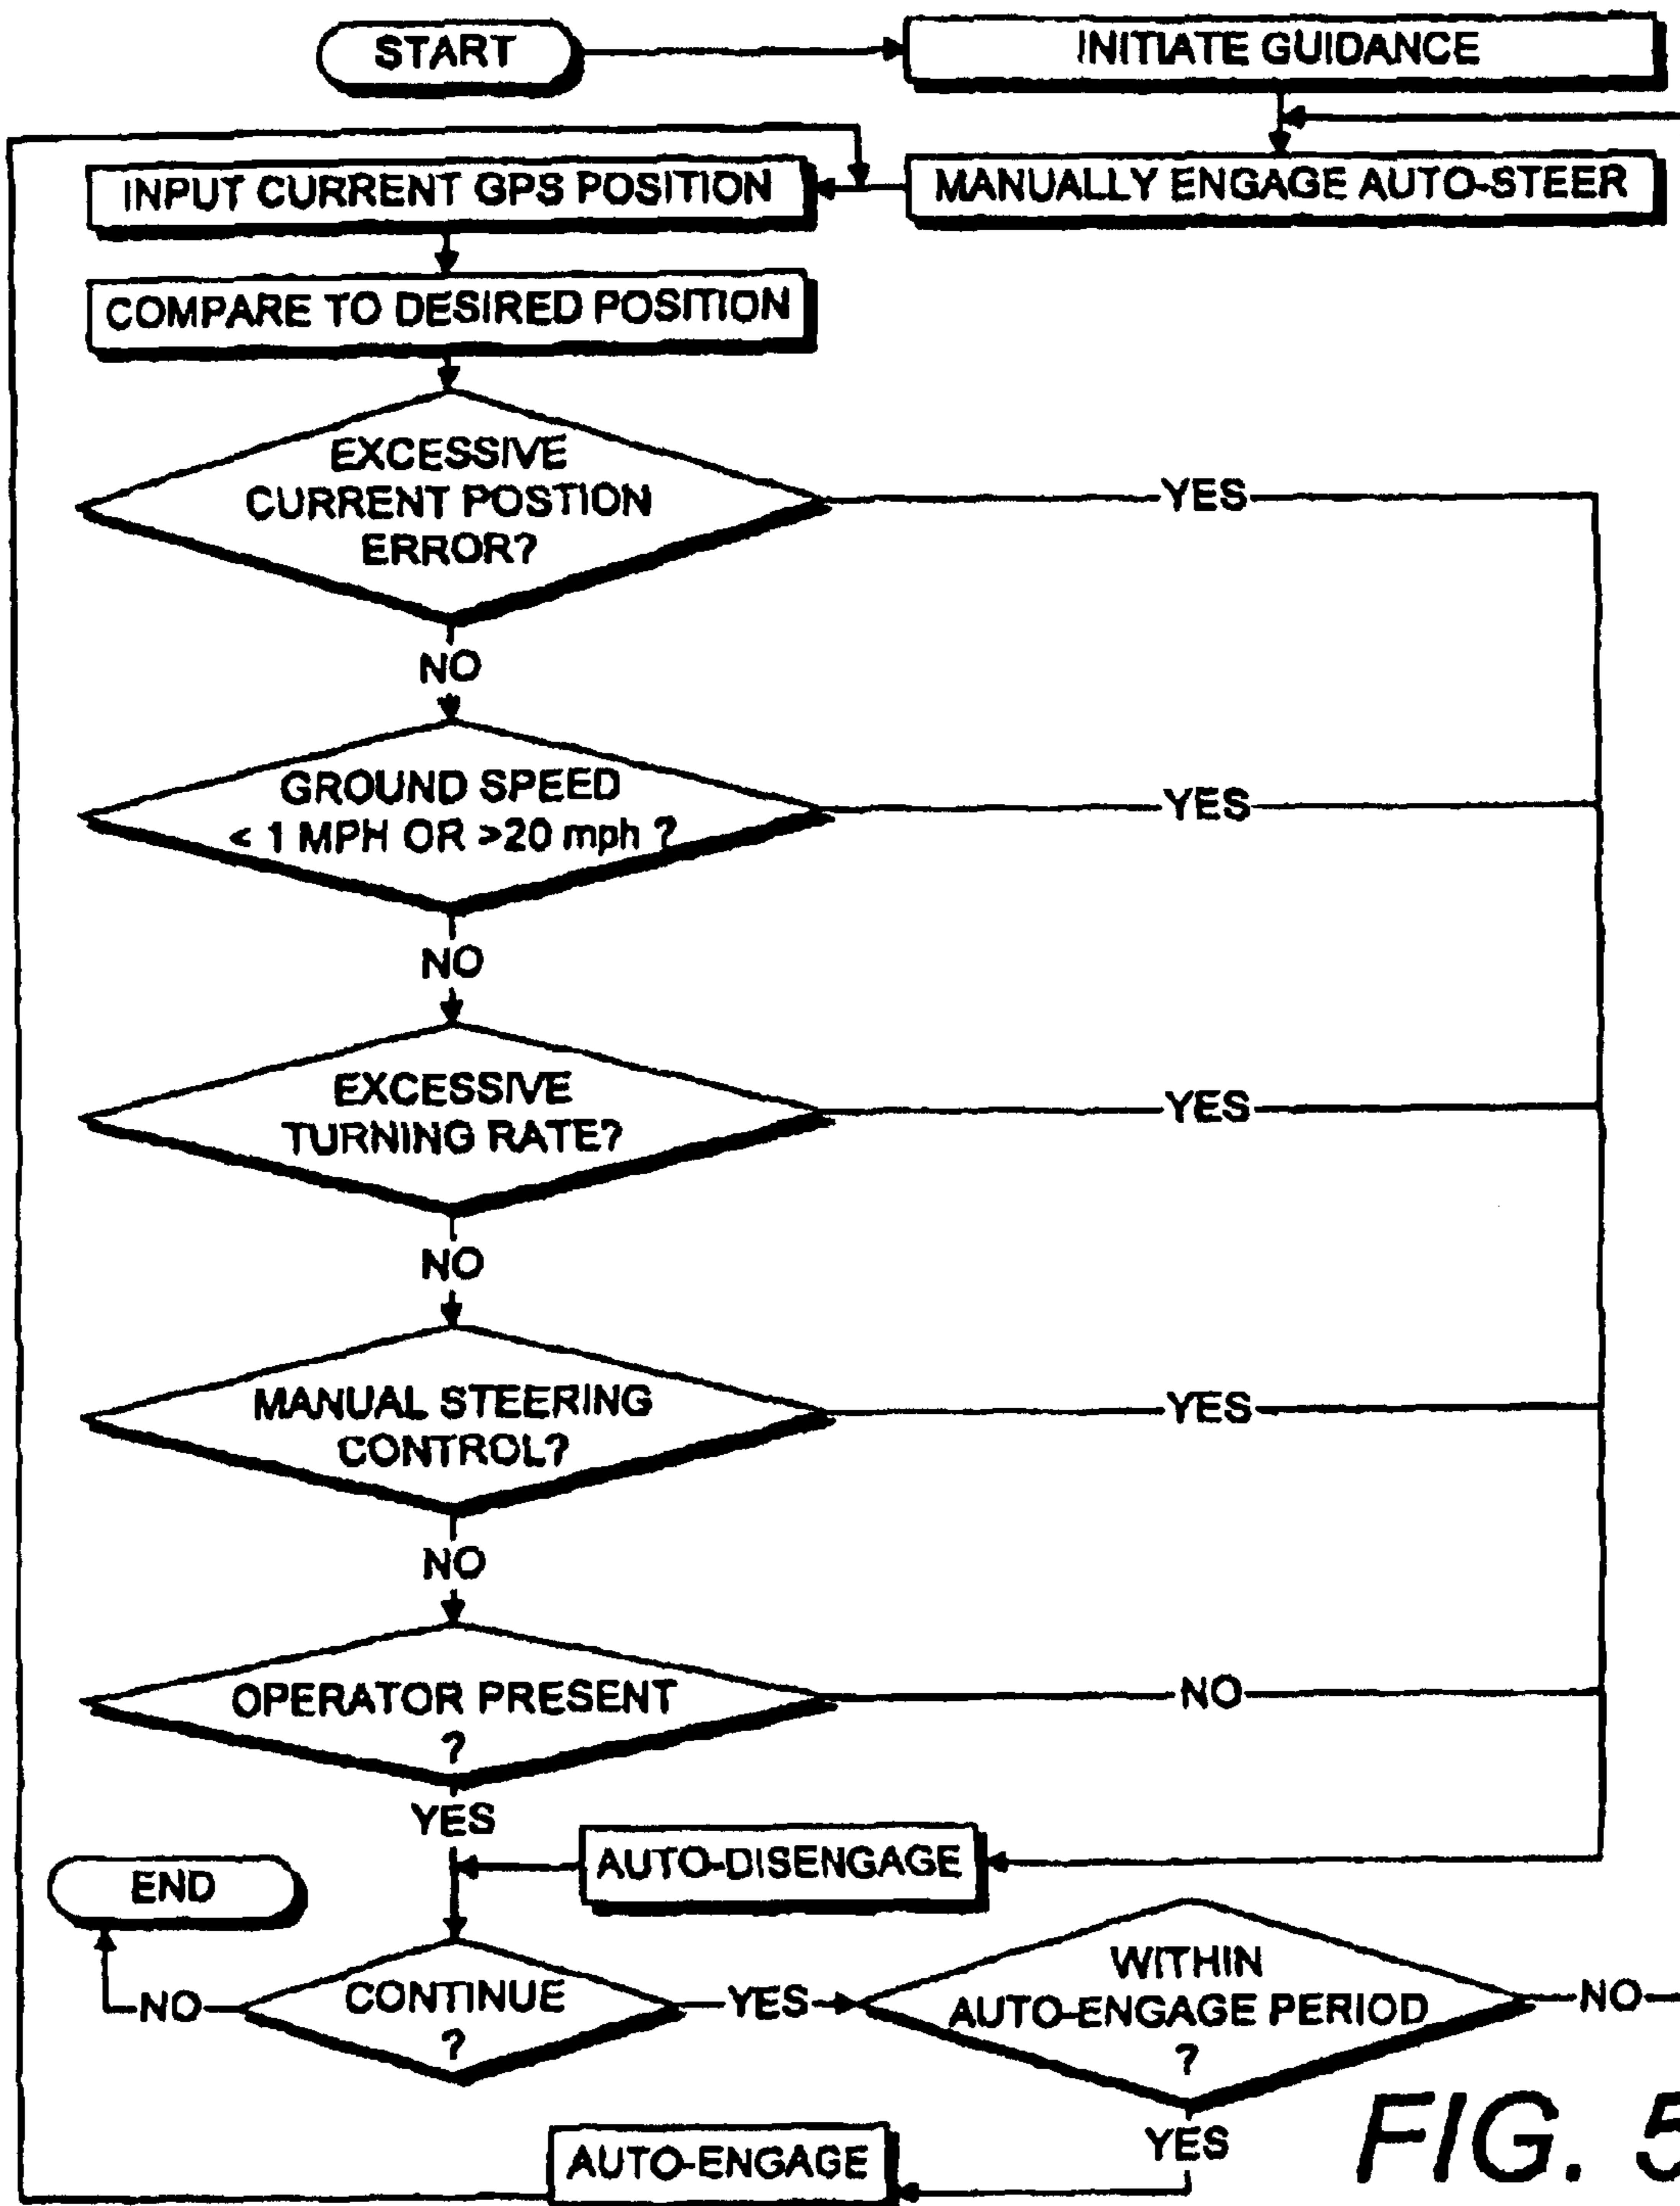 START
INITIATE GUIDANCE
INPUT CURRENT GPS POSITION
MANUALLY ENGAGE AUTO-STEER
COMPARE TO DESIRED POSITION
EXCESSIVE
CURRENT POSTION
ERROR?
YES
NO
GROUND SPEED
< 1 MPH OR >20 mph ?
YES
NO
EXCESSIVE
TURNING RATE?
YES
NO
MANUAL STEERING
CONTROL?
YES
NO
OPERATOR PRESENT
?
NO
YES
AUTO-DISENGAGE
END
CONTINUE
?
NO
YES
WITHIN
AUTO-ENGAGE PERIOD
?
NO
YES
AUTO-ENGAGE
FIG. 5